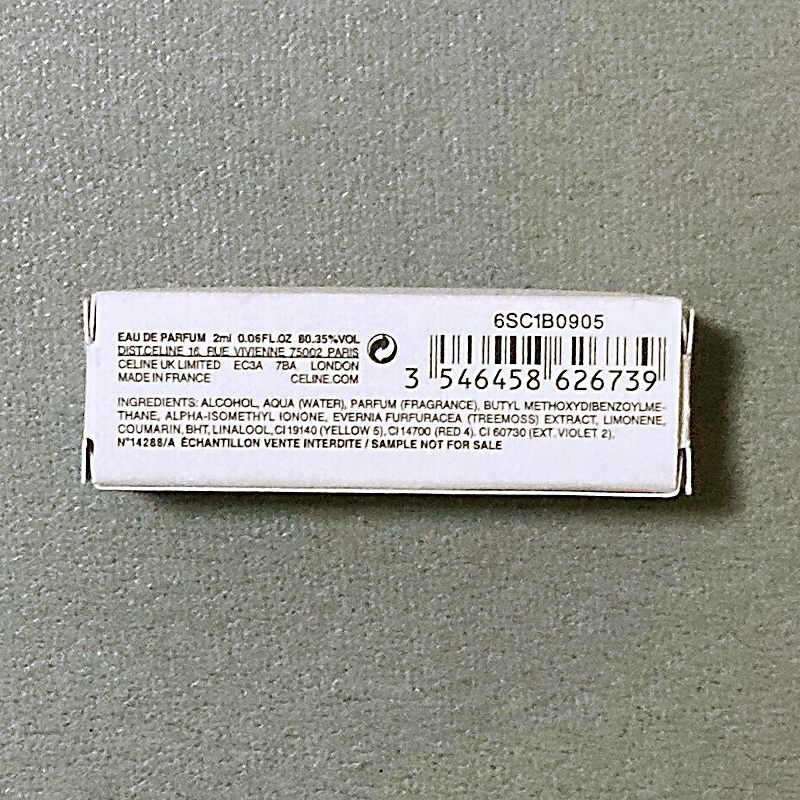 6SC1B0905
EAU DE PARFUM 2ml 0.06FL.OZ 80.35%VOL
DIST.CELINE 16, RUE VIVIENNE 75002 PARIS
CELINE UK LIMITED EC3A 7BA LONDON
MADE IN FRANCE CELINE.COM
3 546458 626739
INGREDIENTS: ALCOHOL, AQUA (WATER), PARFUM (FRAGRANCE), BUTYL METHOXYDIBENZOYLME-
THANE, ALPHA-ISOMETHYL IONONE, EVERNIA FURFURACEA (TREEMOSS) EXTRACT, LIMONENE,
COUMARIN, BHT, LINALOOL, CI 19140 (YELLOW 5), CI 14700 (RED 4), CI 60730 (EXT. VIOLET 2).
N°14288/A ÉCHANTILLON VENTE INTERDITE / SAMPLE NOT FOR SALE